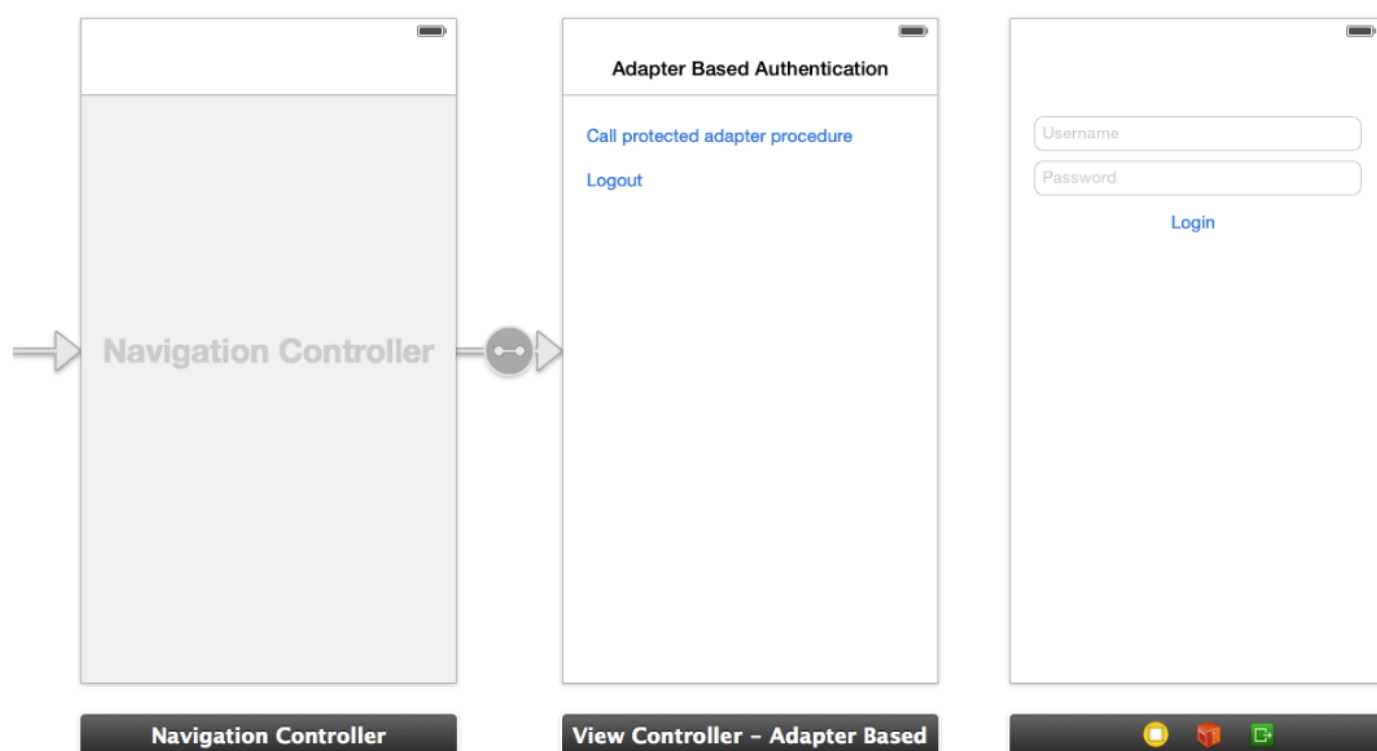 Navigation Controller
Navigation Controller
Adapter Based Authentication
Call protected adapter procedure
Logout
View Controller – Adapter Based
Username
Password
Login